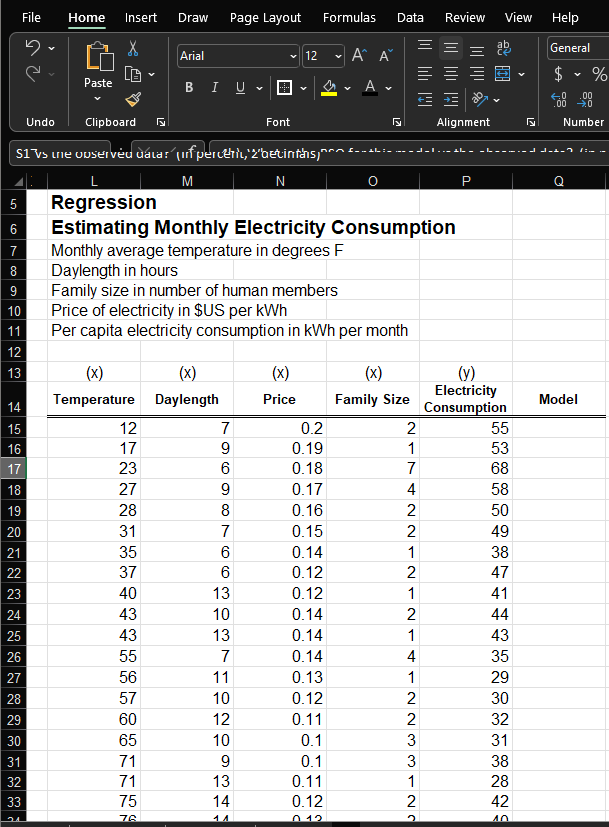 File Home Insert Draw Page Layout Formulas Data Review View Help
Arial 12 A^ A˅ ab General
Paste B I U A $ %
Undo Clipboard Font Alignment Number
S1 vs the observed data? (in percent, 2 decimals)
L M N O P Q
5 Regression
6 Estimating Monthly Electricity Consumption
7 Monthly average temperature in degrees F
8 Daylength in hours
9 Family size in number of human members
10 Price of electricity in $US per kWh
11 Per capita electricity consumption in kWh per month
12
13 (x) (x) (x) (x) (y)
14 Temperature Daylength Price Family Size Electricity Consumption Model
15 12 7 0.2 2 55
16 17 9 0.19 1 53
17 23 6 0.18 7 68
18 27 9 0.17 4 58
19 28 8 0.16 2 50
20 31 7 0.15 2 49
21 35 6 0.14 1 38
22 37 6 0.12 2 47
23 40 13 0.12 1 41
24 43 10 0.14 2 44
25 43 13 0.14 1 43
26 55 7 0.14 4 35
27 56 11 0.13 1 29
28 57 10 0.12 2 30
29 60 12 0.11 2 32
30 65 10 0.1 3 31
31 71 9 0.1 3 38
32 71 13 0.11 1 28
33 75 14 0.12 2 42